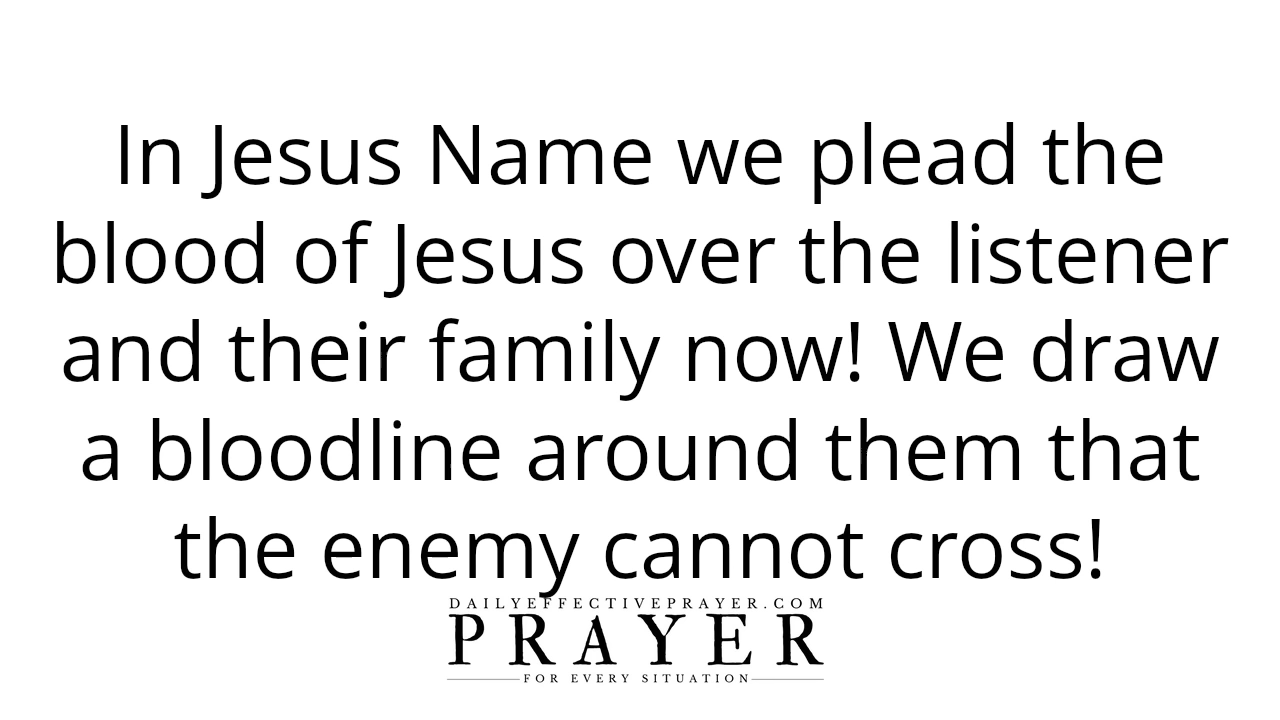 In Jesus Name we plead the
blood of Jesus over the listener
and their family now! We draw
a bloodline around them that
the enemy cannot cross!
DAILYEFFECTIVEPRAYER.COM
PRAYER
FOR EVERY SITUATION